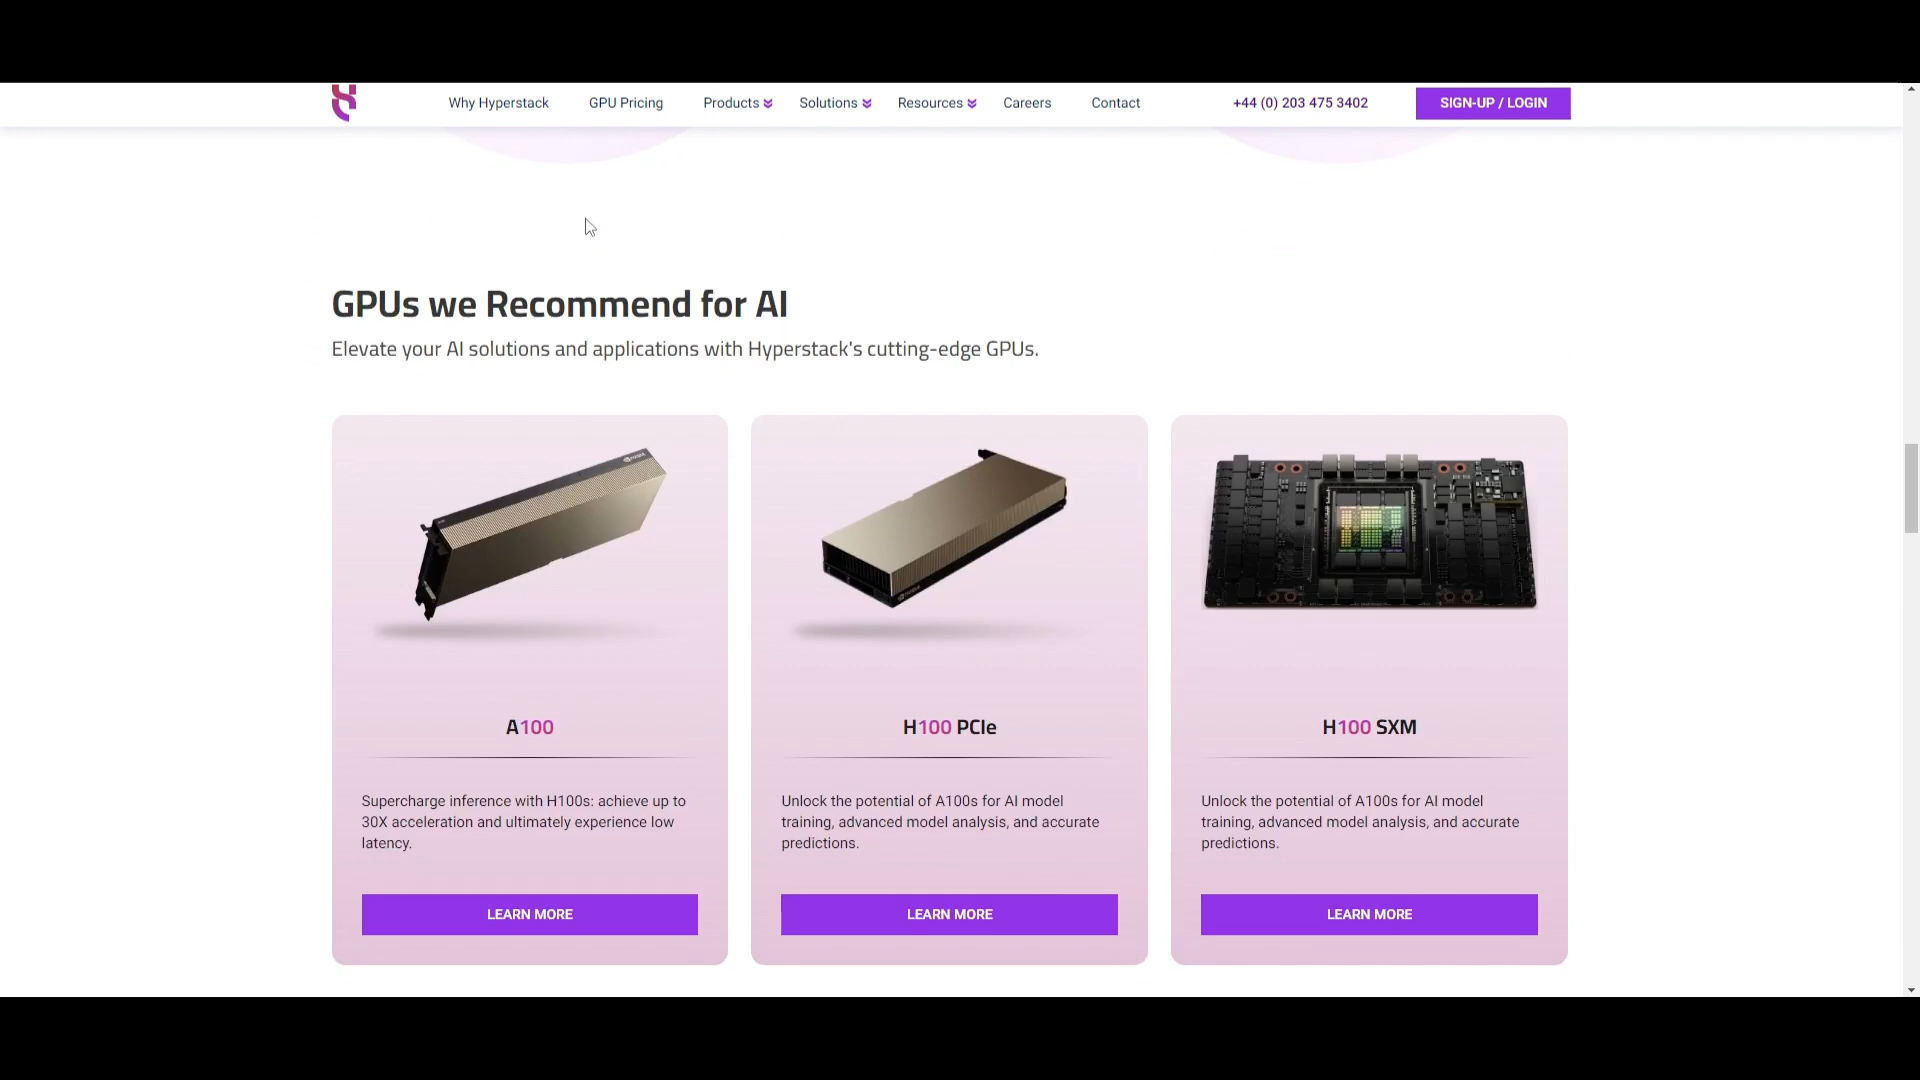 Why Hyperstack GPU Pricing Products Solutions Resources Careers Contact +44 (0) 203 475 3402 SIGN-UP / LOGIN
GPUs we Recommend for AI
Elevate your AI solutions and applications with Hyperstack's cutting-edge GPUs.
A100
Supercharge inference with H100s: achieve up to
30X acceleration and ultimately experience low
latency.
LEARN MORE
H100 PCIe
Unlock the potential of A100s for AI model
training, advanced model analysis, and accurate
predictions.
LEARN MORE
H100 SXM
Unlock the potential of A100s for AI model
training, advanced model analysis, and accurate
predictions.
LEARN MORE